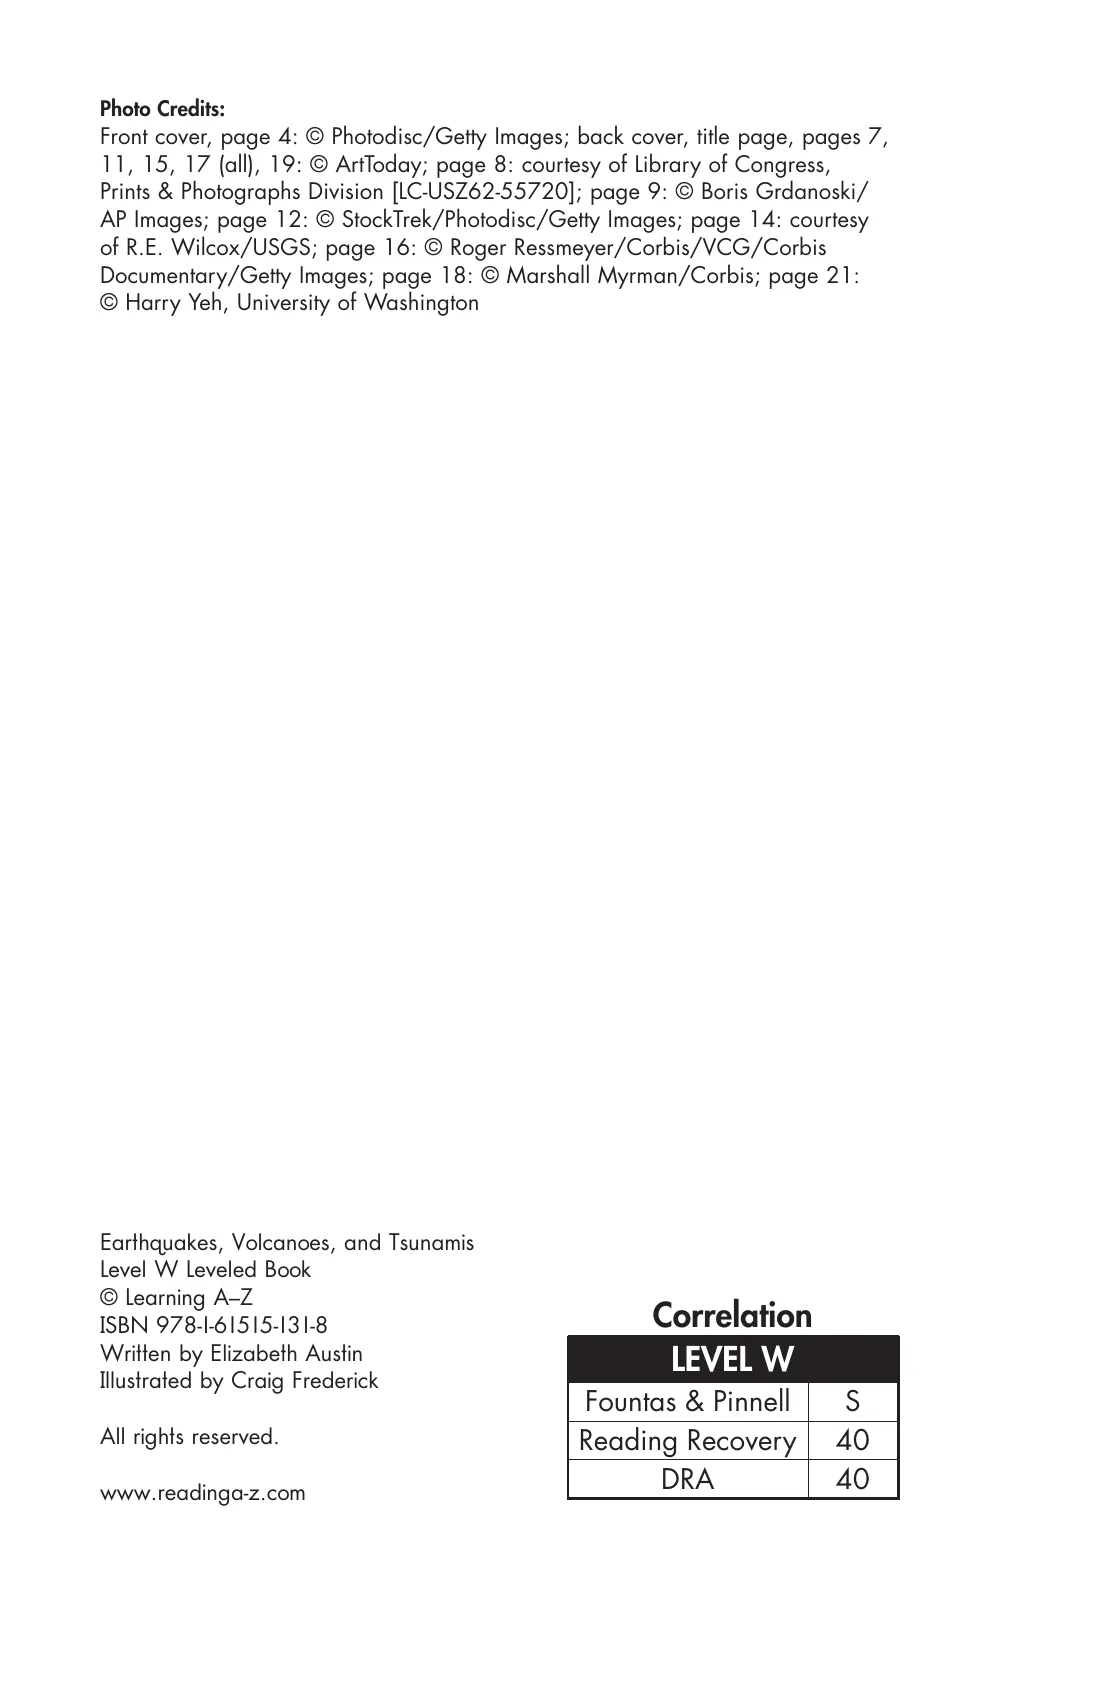 Photo Credits:
Front cover, page 4: © Photodisc/Getty Images; back cover, title page, pages 7,
11, 15, 17 (all), 19: © ArtToday; page 8: courtesy of Library of Congress,
Prints & Photographs Division [LC-USZ62-55720]; page 9: © Boris Grdanoski/
AP Images; page 12: © StockTrek/Photodisc/Getty Images; page 14: courtesy
of R.E. Wilcox/USGS; page 16: © Roger Ressmeyer/Corbis/VCG/Corbis
Documentary/Getty Images; page 18: © Marshall Myrman/Corbis; page 21:
© Harry Yeh, University of Washington
Earthquakes, Volcanoes, and Tsunamis
Level W Leveled Book
© Learning A–Z
ISBN 978-1-61515-131-8
Written by Elizabeth Austin
Illustrated by Craig Frederick
All rights reserved.
www.readinga-z.com
Correlation
LEVEL W
Fountas & Pinnell S
Reading Recovery 40
DRA 40